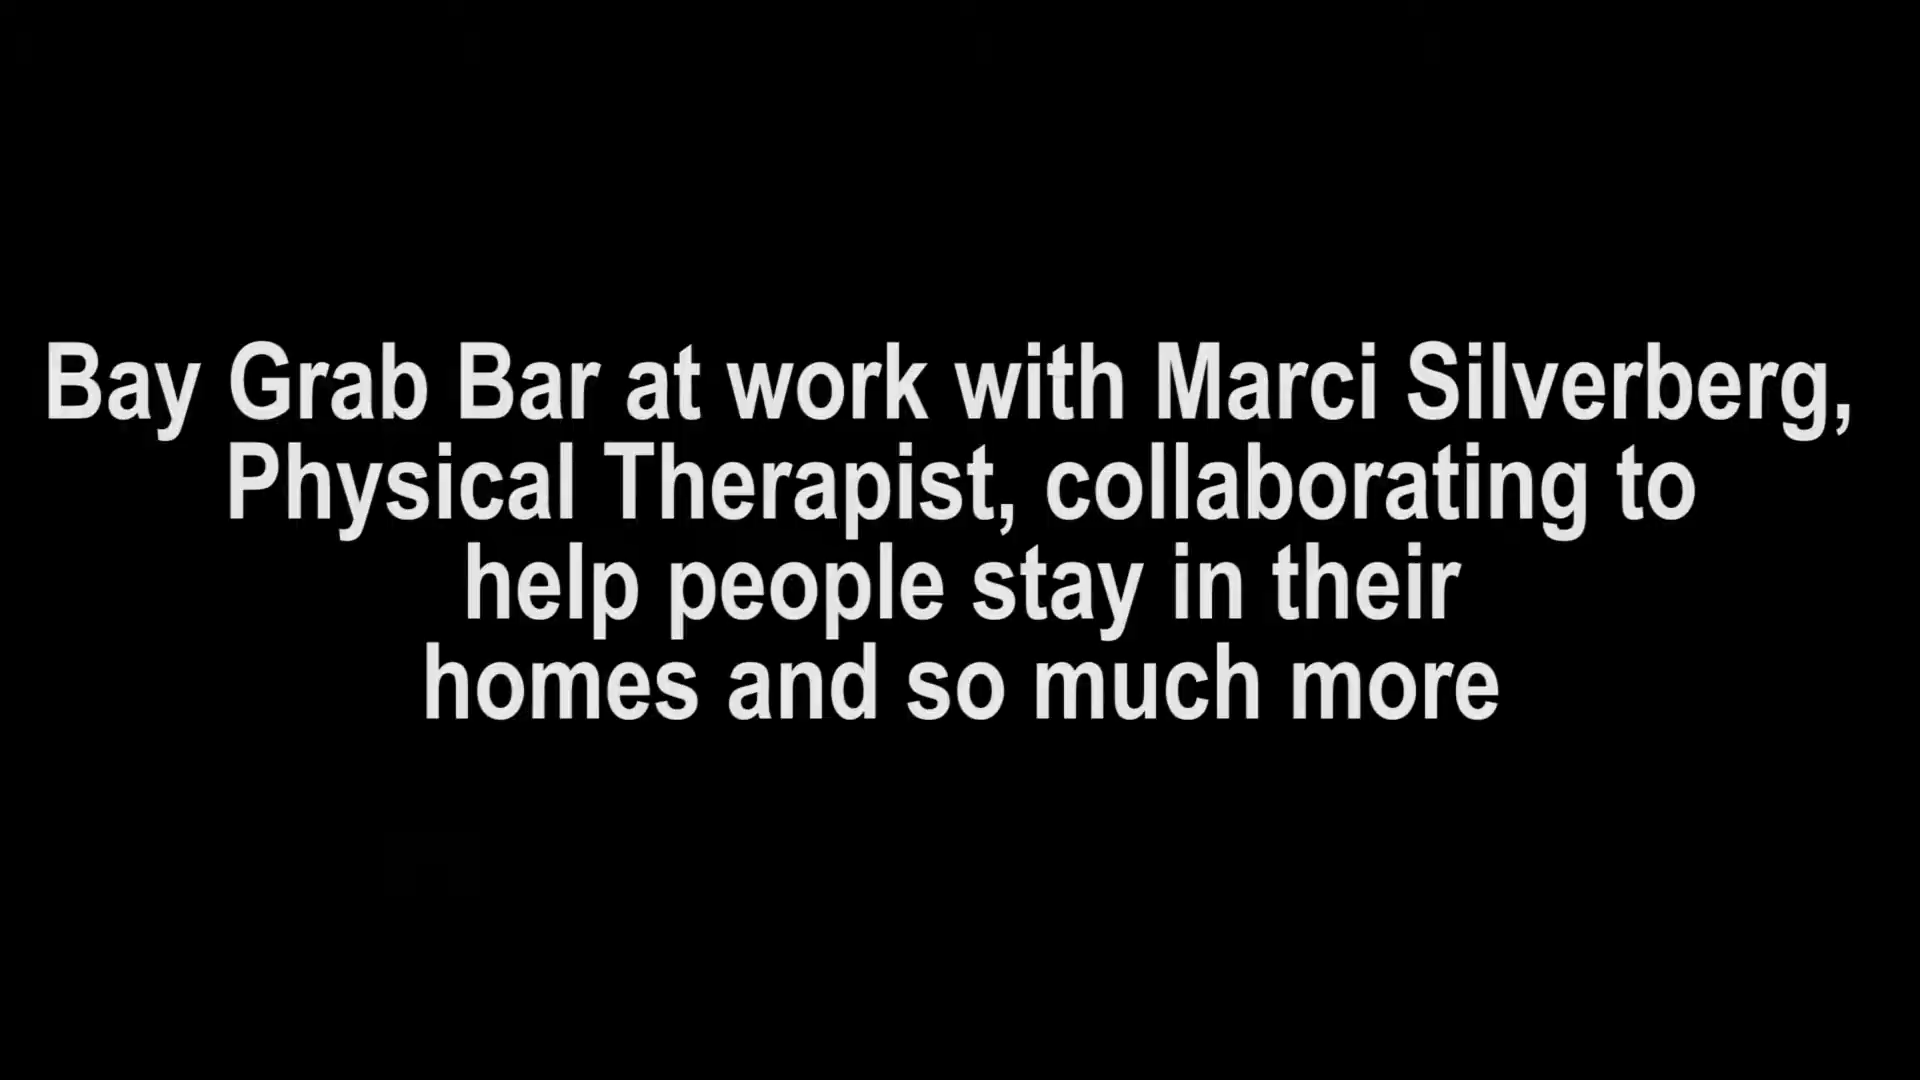 Bay Grab Bar at work with Marci Silverberg,
Physical Therapist, collaborating to
help people stay in their
homes and so much more